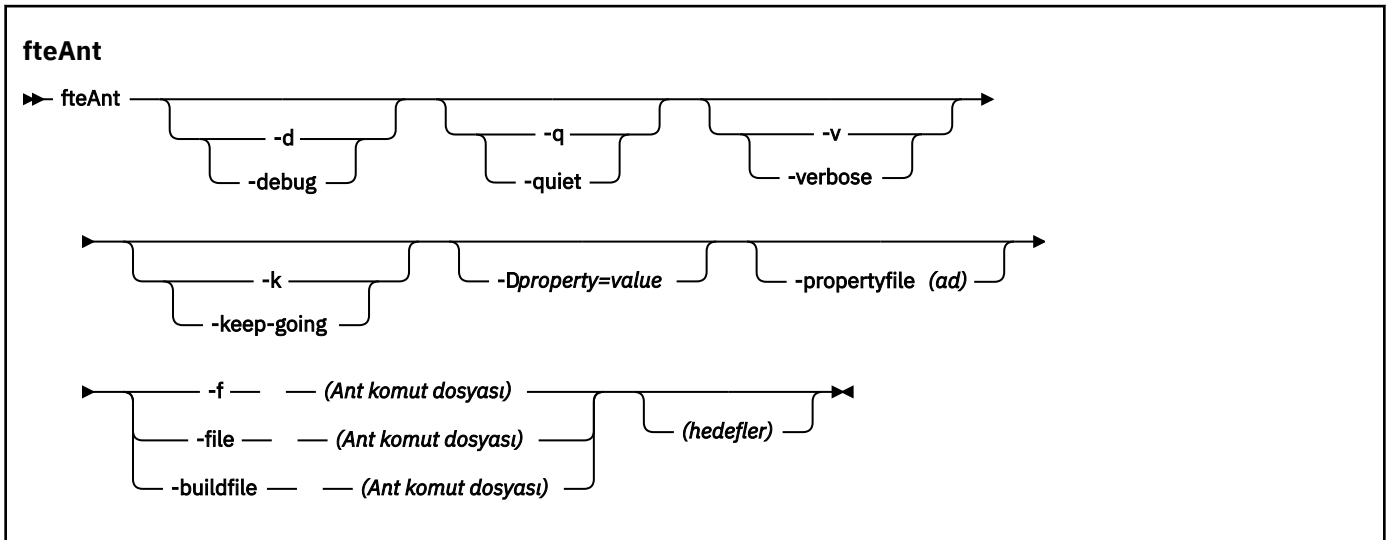 fteAnt
fteAnt
-d
-debug
-q
-quiet
-v
-verbose
-k
-keep-going
-Dproperty=value
-propertyfile (ad)
-f (Ant komut dosyası)
-file (Ant komut dosyası)
-buildfile (Ant komut dosyası)
(hedefler)